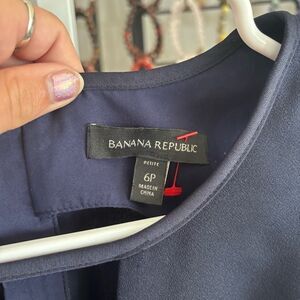 BANANA REPUBLIC
PETITE
6P
MADE IN
CHINA